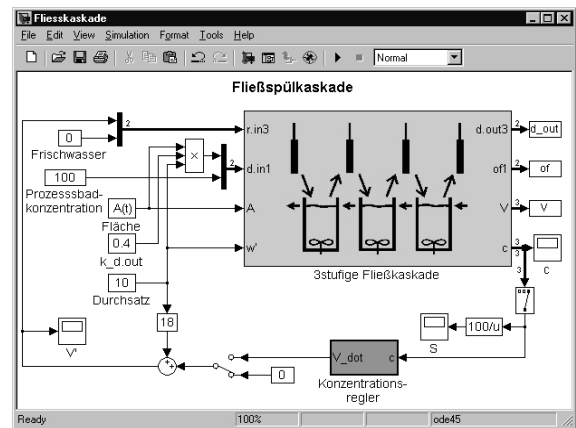 Fliesskaskade
File Edit View Simulation Format Tools Help
Normal
Fließspülkaskade
2
r.in3
d.out3
2
d_out
0
Frischwasser
×
2
d.in1
of1
2
of
100
Prozessbad-
konzentration
A(t)
A
V
3
V
Fläche
0.4
k_d.out
w'
c
3
3
c
3stufige Fließkaskade
10
Durchsatz
3
18
V'
S
100/u
+
+
0
V_dot
c
Konzentrations-
regler
Ready
100%
ode45